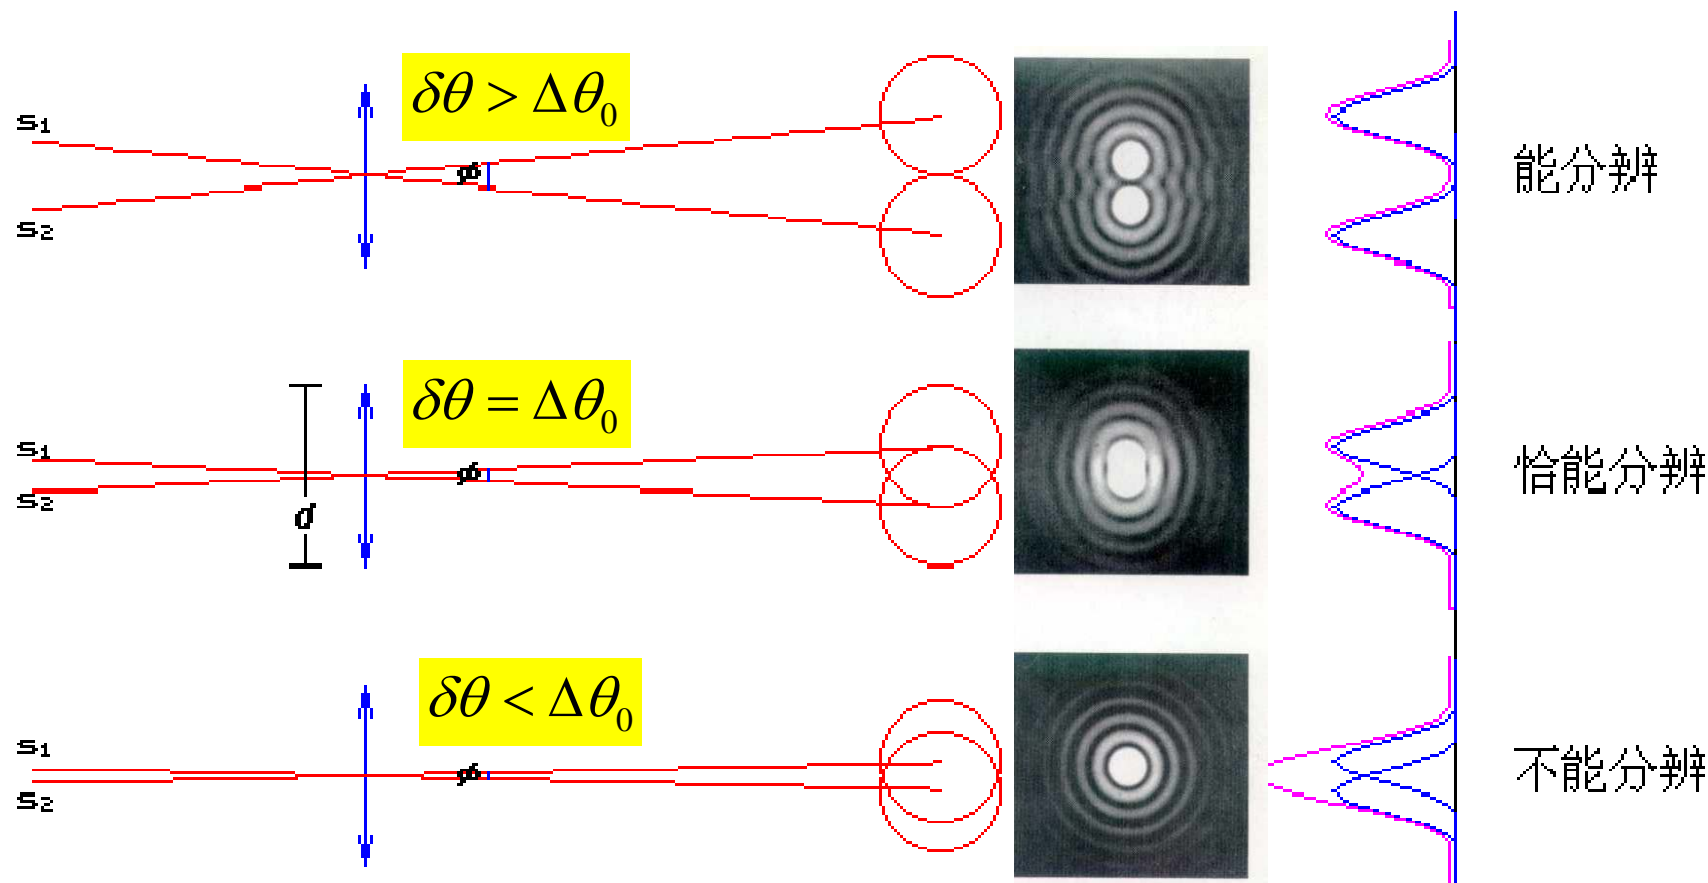 δθ > Δθ₀
S₁
S₂
能分辨
δθ = Δθ₀
S₁
S₂
d
恰能分辨
δθ < Δθ₀
S₁
S₂
不能分辨